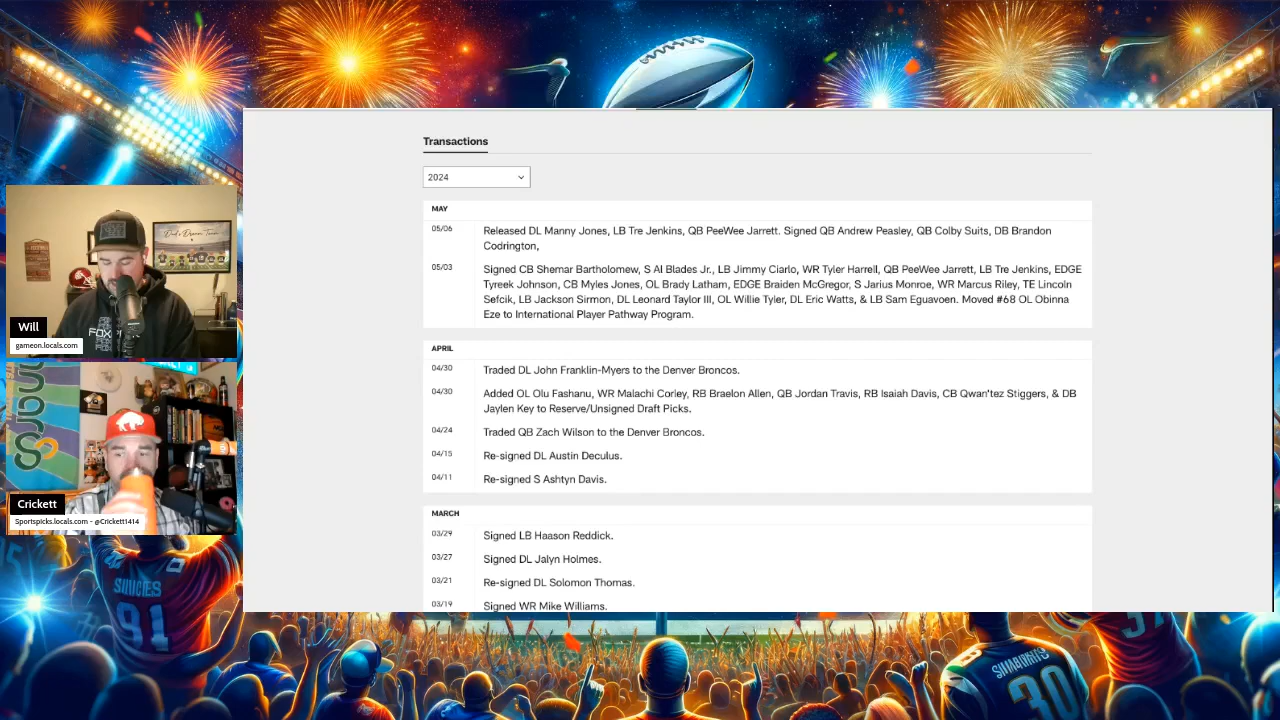 Transactions
2024
MAY
05/06 Released DL Manny Jones, LB Tre Jenkins, QB PeeWee Jarrett. Signed QB Andrew Peasley, QB Colby Suits, DB Brandon
Codrington,
05/03 Signed CB Shemar Bartholomew, S Al Blades Jr., LB Jimmy Ciarlo, WR Tyler Harrell, QB PeeWee Jarrett, LB Tre Jenkins, EDGE
Tyreek Johnson, CB Myles Jones, OL Brady Latham, EDGE Braiden McGregor, S Jarius Monroe, WR Marcus Riley, TE Lincoln
Sefcik, LB Jackson Sirmon, DL Leonard Taylor III, OL Willie Tyler, DL Eric Watts, & LB Sam Eguavoen. Moved #68 OL Obinna
Eze to International Player Pathway Program.
APRIL
04/30 Traded DL John Franklin-Myers to the Denver Broncos.
04/30 Added OL Olu Fashanu, WR Malachi Corley, RB Braelon Allen, QB Jordan Travis, RB Isaiah Davis, CB Qwan'tez Stiggers, & DB
Jaylen Key to Reserve/Unsigned Draft Picks.
04/24 Traded QB Zach Wilson to the Denver Broncos.
04/15 Re-signed DL Austin Deculus.
04/11 Re-signed S Ashtyn Davis.
MARCH
03/29 Signed LB Haason Reddick.
03/27 Signed DL Jalyn Holmes.
03/21 Re-signed DL Solomon Thomas.
03/19 Signed WR Mike Williams.
Will
gameon.locals.com
FOX
Crickett
Sportspicks.locals.com - @Crickett1414
91
30